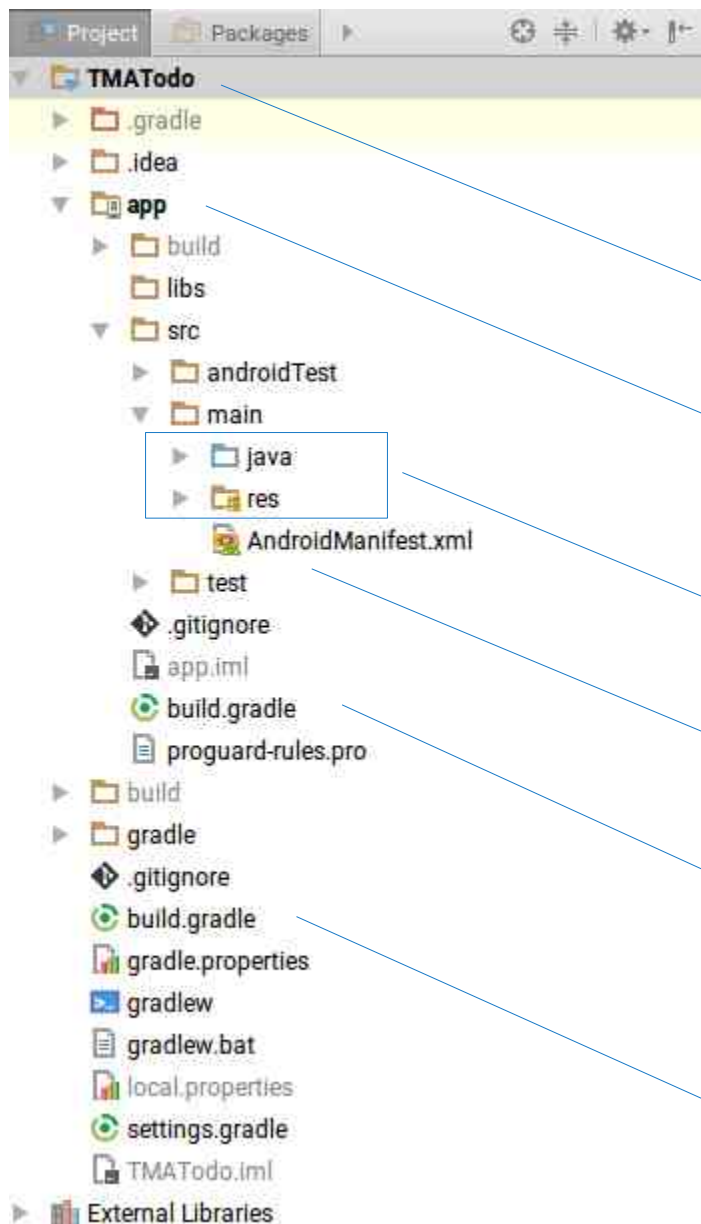 Project Packages
TMATodo
.gradle
.idea
app
build
libs
src
androidTest
main
java
res
AndroidManifest.xml
test
.gitignore
app.iml
build.gradle
proguard-rules.pro
build
gradle
.gitignore
build.gradle
gradle.properties
gradlew
gradlew.bat
local.properties
settings.gradle
TMATodo.iml
External Libraries